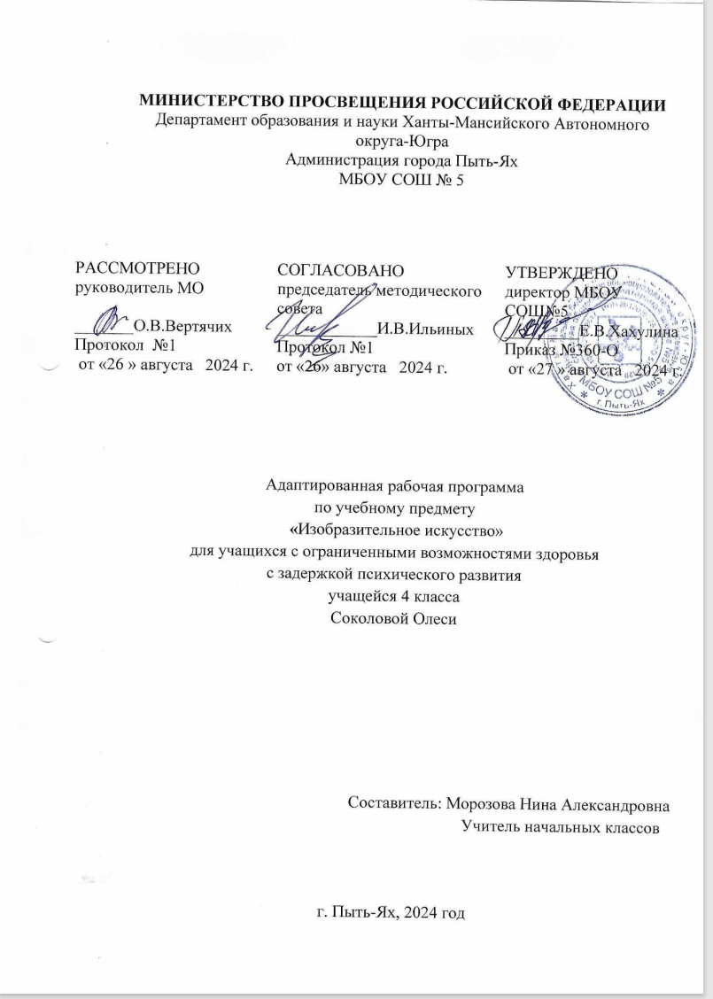 МИНИСТЕРСТВО ПРОСВЕЩЕНИЯ РОССИЙСКОЙ ФЕДЕРАЦИИ
Департамент образования и науки Ханты-Мансийского Автономного
округа-Югра
Администрация города Пыть-Ях
МБОУ СОШ № 5
РАССМОТРЕНО
руководитель МО
_______ О.В.Вертячих
Протокол №1
от «26 » августа 2024 г.
СОГЛАСОВАНО
председатель методического
совета
____________И.В.Ильиных
Протокол №1
от «26» августа 2024 г.
УТВЕРЖДЕНО
директор МБОУ
СОШ№5
_________Е.В.Хахулина
Приказ №360-О
от «27 » августа 2024 г.
МБОУ СОШ №5
г. Пыть-Ях
Адаптированная рабочая программа
по учебному предмету
«Изобразительное искусство»
для учащихся с ограниченными возможностями здоровья
с задержкой психического развития
учащейся 4 класса
Соколовой Олеси
Составитель: Морозова Нина Александровна
Учитель начальных классов
г. Пыть-Ях, 2024 год